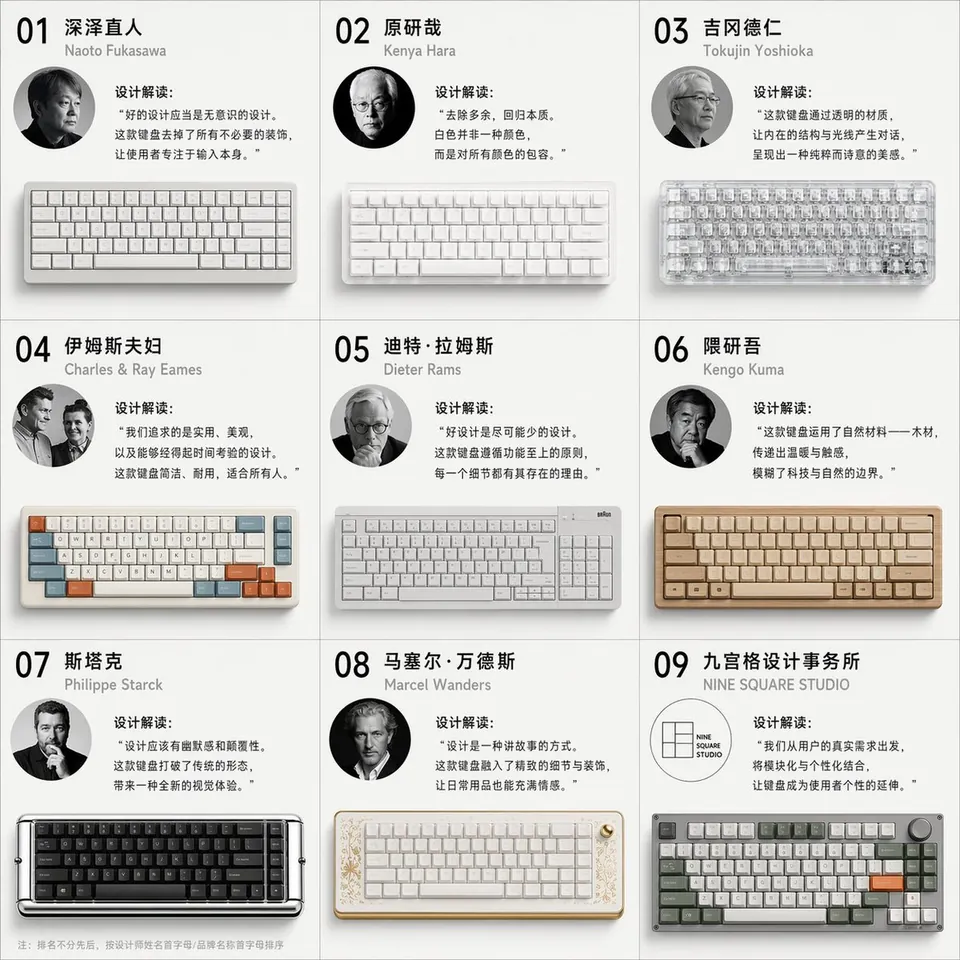 01 深泽直人
Naoto Fukasawa
设计解读：
“好的设计应当是无意识的设计。
这款键盘去掉了所有不必要的装饰，
让使用者专注于输入本身。”
02 原研哉
Kenya Hara
设计解读：
“去除多余，回归本质。
白色并非一种颜色，
而是对所有颜色的包容。”
03 吉冈德仁
Tokujin Yoshioka
设计解读：
“这款键盘通过透明的材质，
让内在的结构与光线产生对话，
呈现出一种纯粹而诗意的美感。”
04 伊姆斯夫妇
Charles & Ray Eames
设计解读：
“我们追求的是实用、美观，
以及能够经得起时间考验的设计。
这款键盘简洁、耐用，适合所有人。”
05 迪特·拉姆斯
Dieter Rams
设计解读：
“好设计是尽可能少的设计。
这款键盘遵循功能至上的原则，
每一个细节都有其存在的理由。”
BRAUN
06 隈研吾
Kengo Kuma
设计解读：
“这款键盘运用了自然材料——木材，
传递出温暖与触感，
模糊了科技与自然的边界。”
07 斯塔克
Philippe Starck
设计解读：
“设计应该有幽默感和颠覆性。
这款键盘打破了传统的形态，
带来一种全新的视觉体验。”
08 马塞尔·万德斯
Marcel Wanders
设计解读：
“设计是一种讲故事的方式。
这款键盘融入了精致的细节与装饰，
让日常用品也能充满情感。”
09 九宫格设计事务所
NINE SQUARE STUDIO
NINE
SQUARE
STUDIO
设计解读：
“我们从用户的真实需求出发，
将模块化与个性化结合，
让键盘成为使用者个性的延伸。”
注：排名不分先后，按设计师姓名首字母/品牌名称首字母排序